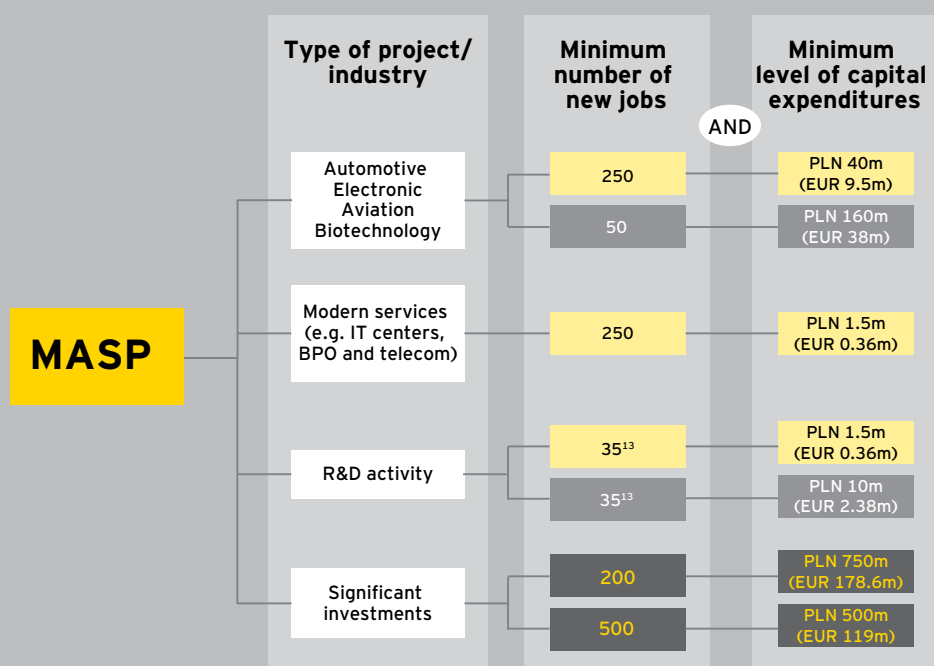 Type of project/
industry
Minimum
number of
new jobs
Minimum
level of capital
expenditures
AND
MASP
Automotive
Electronic
Aviation
Biotechnology
250
PLN 40m
(EUR 9.5m)
50
PLN 160m
(EUR 38m)
Modern services
(e.g. IT centers,
BPO and telecom)
250
PLN 1.5m
(EUR 0.36m)
R&D activity
35¹³
PLN 1.5m
(EUR 0.36m)
35¹³
PLN 10m
(EUR 2.38m)
Significant
investments
200
PLN 750m
(EUR 178.6m)
500
PLN 500m
(EUR 119m)